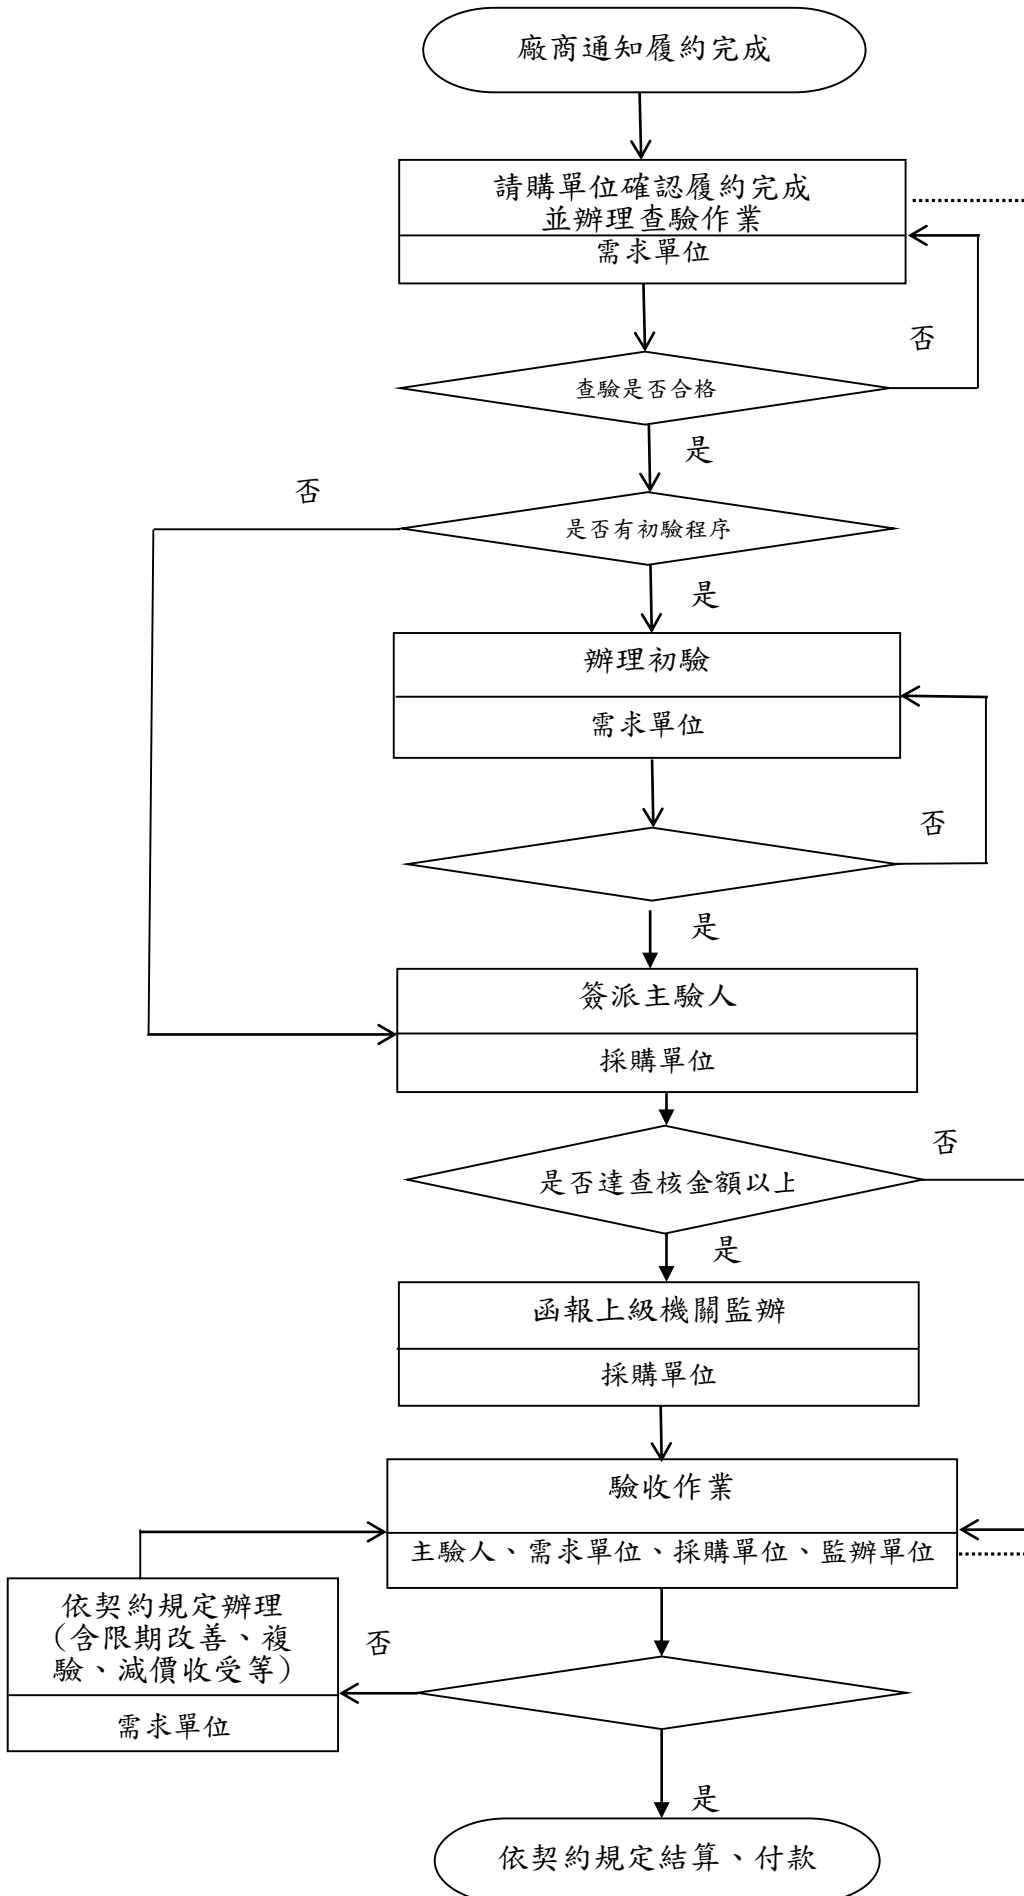 廠商通知履約完成
請購單位確認履約完成
並辦理查驗作業
需求單位
否
查驗是否合格
是
否
是否有初驗程序
是
辦理初驗
需求單位
否
是
簽派主驗人
採購單位
否
是否達查核金額以上
是
函報上級機關監辦
採購單位
驗收作業
主驗人、需求單位、採購單位、監辦單位
依契約規定辦理
(含限期改善、複
驗、減價收受等)
需求單位
否
是
依契約規定結算、付款